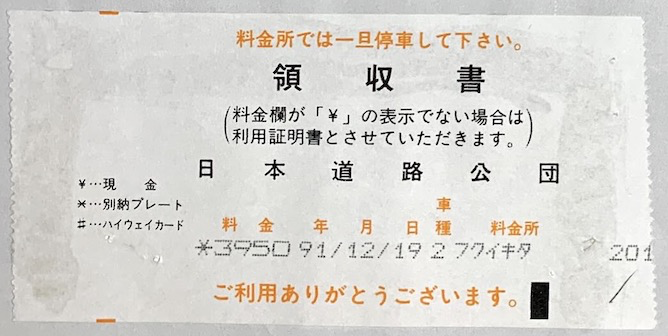 料金所では一旦停車して下さい。
領収書
(料金欄が「¥」の表示でない場合は
利用証明書とさせていただきます。)
日本道路公団
¥…現金
*…別納プレート
#…ハイウェイカード
料金 年 月 日 車種 料金所
*3950 91/12/19 2 フクイキタ 201
ご利用ありがとうございます。